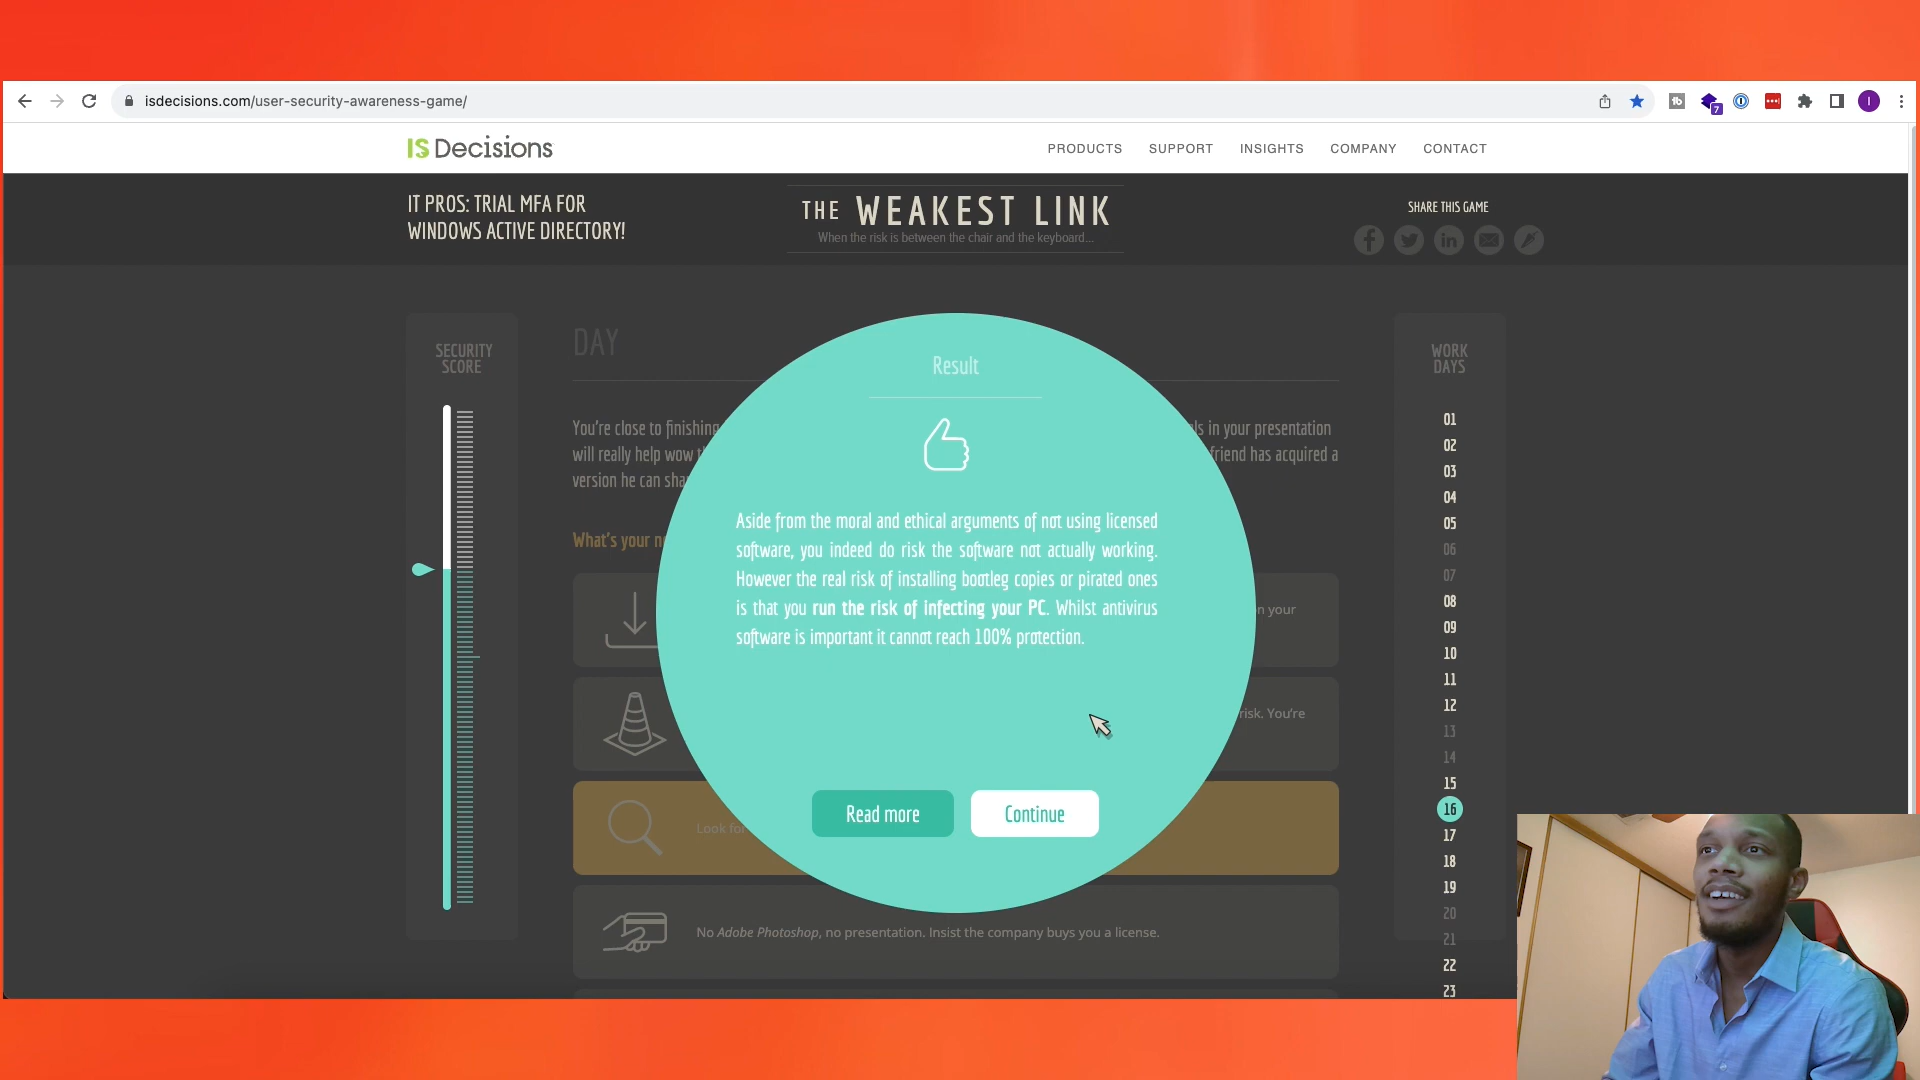 isdecisions.com/user-security-awareness-game/
7
I
IS Decisions
PRODUCTS SUPPORT INSIGHTS COMPANY CONTACT
IT PROS: TRIAL MFA FOR
WINDOWS ACTIVE DIRECTORY!
THE WEAKEST LINK
When the risk is between the chair and the keyboard...
SHARE THIS GAME
SECURITY
SCORE
DAY
You're close to finishing
in your presentation
will really help wow
friend has acquired a
version he can
What's your
n your
risk. You're
Look for
No Adobe Photoshop, no presentation. Insist the company buys you a license.
Result
Aside from the moral and ethical arguments of not using licensed
software, you indeed do risk the software not actually working.
However the real risk of installing bootleg copies or pirated ones
is that you run the risk of infecting your PC. Whilst antivirus
software is important it cannot reach 100% protection.
Read more
Continue
WORK
DAYS
01
02
03
04
05
06
07
08
09
10
11
12
13
14
15
16
17
18
19
20
21
22
23